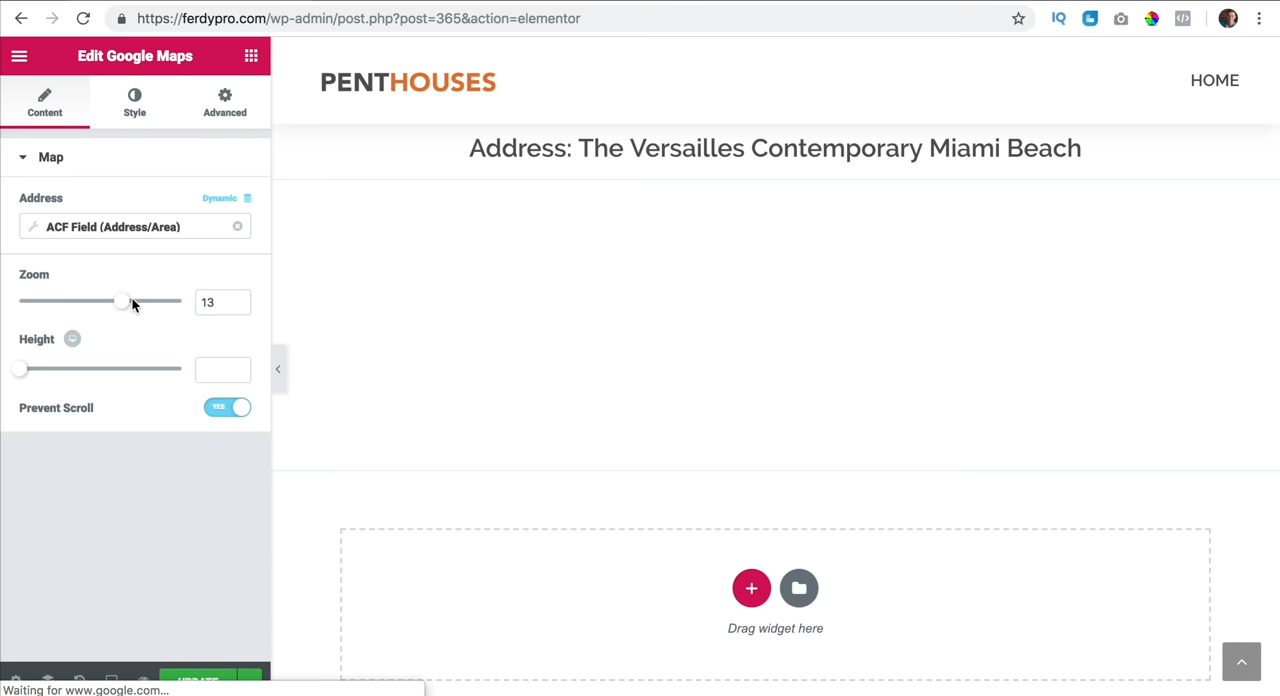 https://ferdypro.com/wp-admin/post.php?post=365&action=elementor
IQ
Edit Google Maps
Content
Style
Advanced
PENTHOUSES
HOME
Map
Address: The Versailles Contemporary Miami Beach
Address
Dynamic
ACF Field (Address/Area)
Zoom
13
Height
Prevent Scroll
YES
Drag widget here
UPDATE
Waiting for www.google.com...